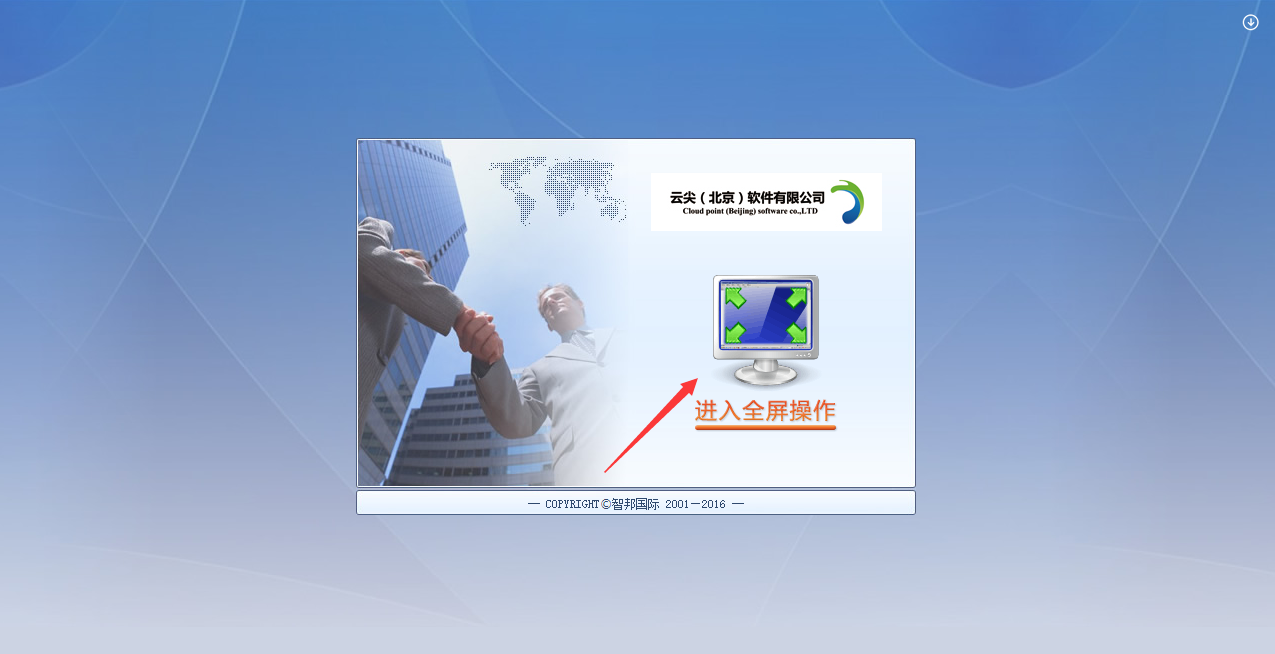 云尖（北京）软件有限公司
Cloud point (Beijing) software co.,LTD
进入全屏操作
— COPYRIGHT©智邦国际 2001－2016 —